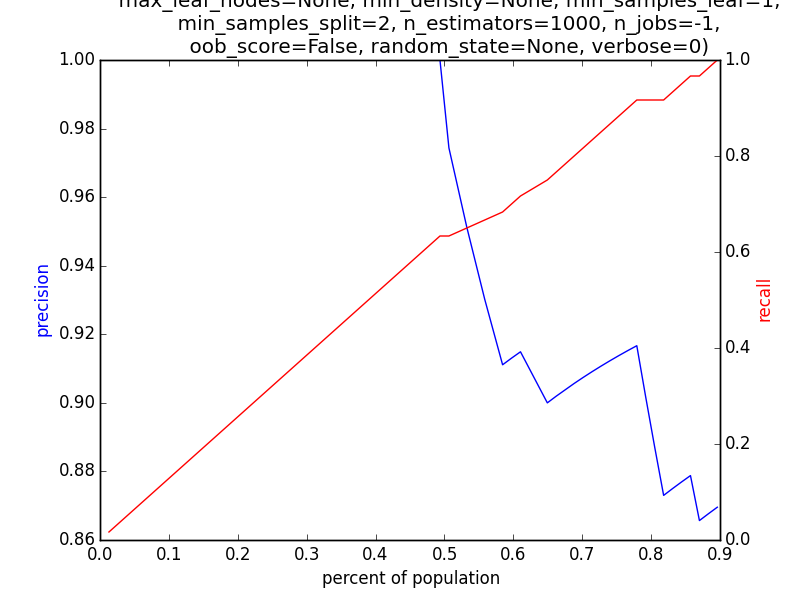 max_leaf_nodes=None, min_density=None, min_samples_leaf=1,
min_samples_split=2, n_estimators=1000, n_jobs=-1,
oob_score=False, random_state=None, verbose=0)
1.00
0.98
0.96
0.94
0.92
0.90
0.88
0.86
precision
1.0
0.8
0.6
0.4
0.2
0.0
recall
0.0 0.1 0.2 0.3 0.4 0.5 0.6 0.7 0.8 0.9
percent of population